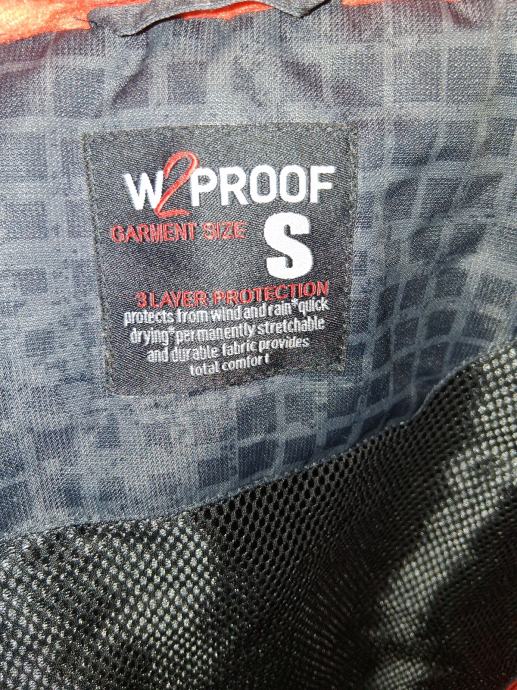 W2PROOF
GARMENT SIZE S
3 LAYER PROTECTION
protects from wind and rain*quick
drying*permanently stretchable
and durable fabric provides
total comfort